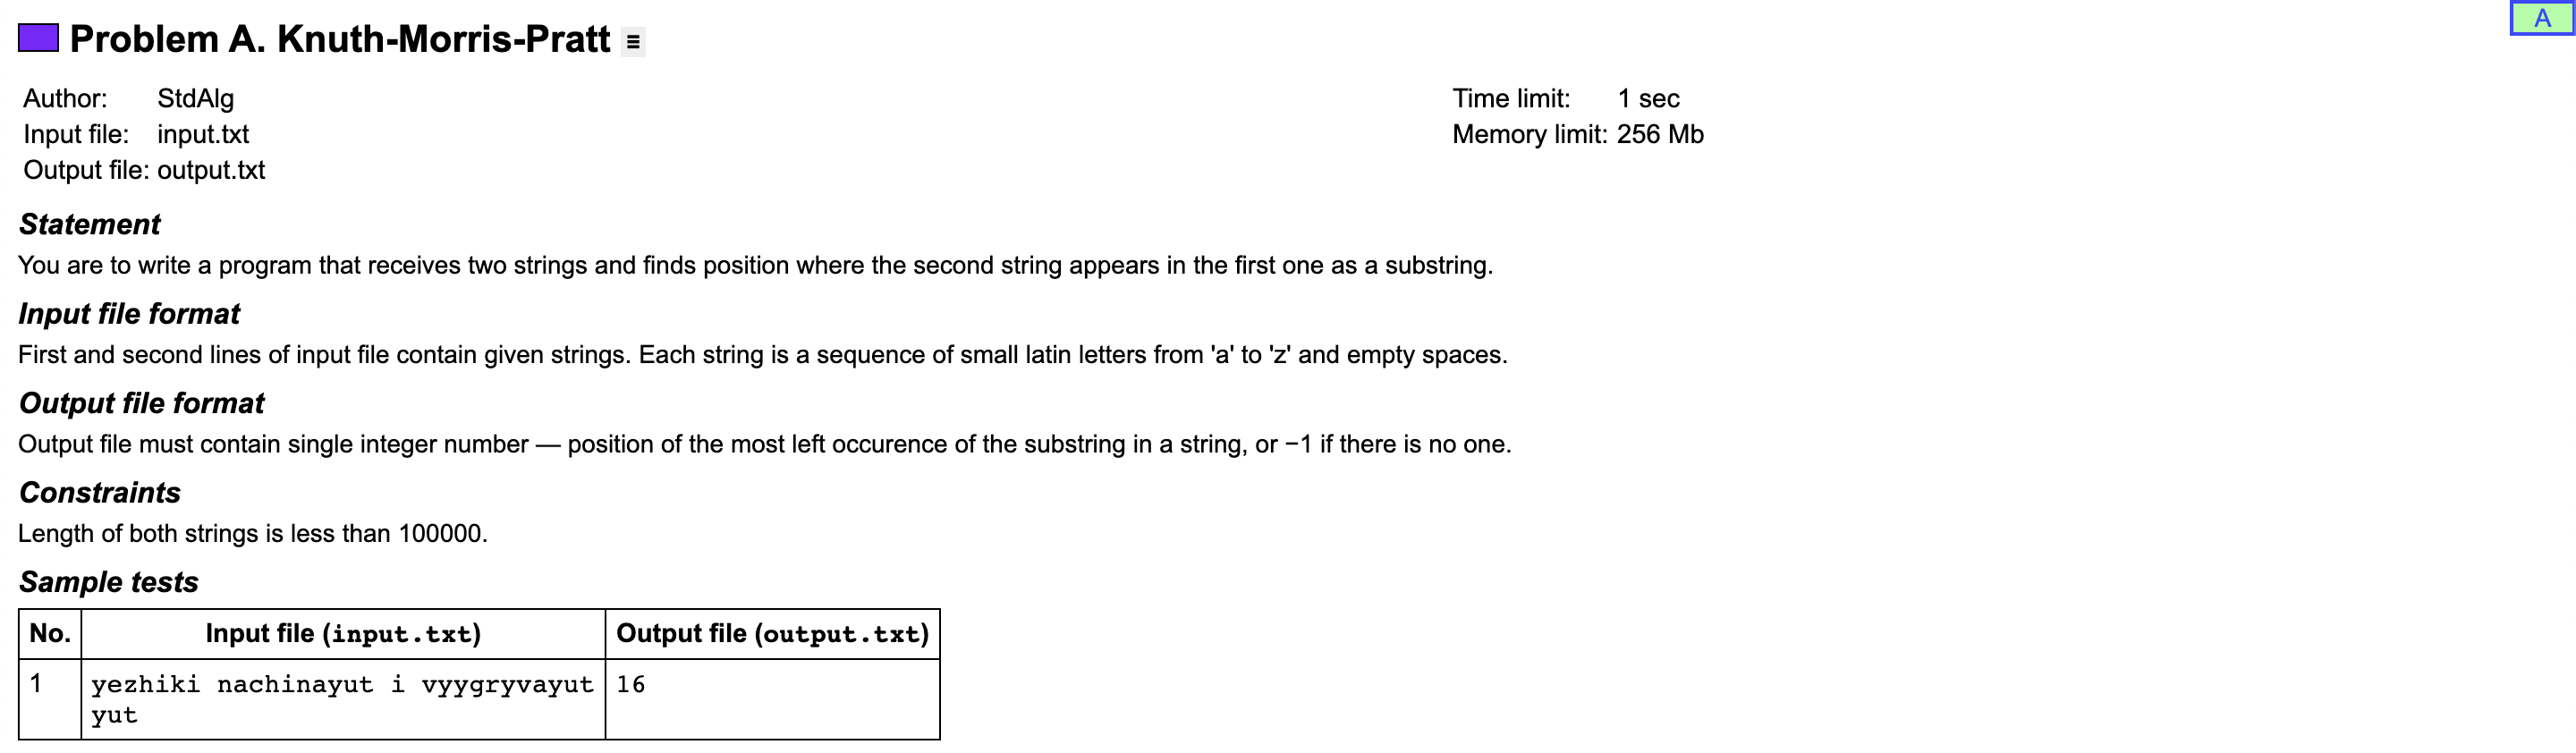 Problem A. Knuth-Morris-Pratt ≡
A
Author: StdAlg Time limit: 1 sec
Input file: input.txt Memory limit: 256 Mb
Output file: output.txt
Statement
You are to write a program that receives two strings and finds position where the second string appears in the first one as a substring.
Input file format
First and second lines of input file contain given strings. Each string is a sequence of small latin letters from 'a' to 'z' and empty spaces.
Output file format
Output file must contain single integer number — position of the most left occurence of the substring in a string, or −1 if there is no one.
Constraints
Length of both strings is less than 100000.
Sample tests
No. Input file (input.txt) Output file (output.txt)
1 yezhiki nachinayut i vyygryvayut 16
yut